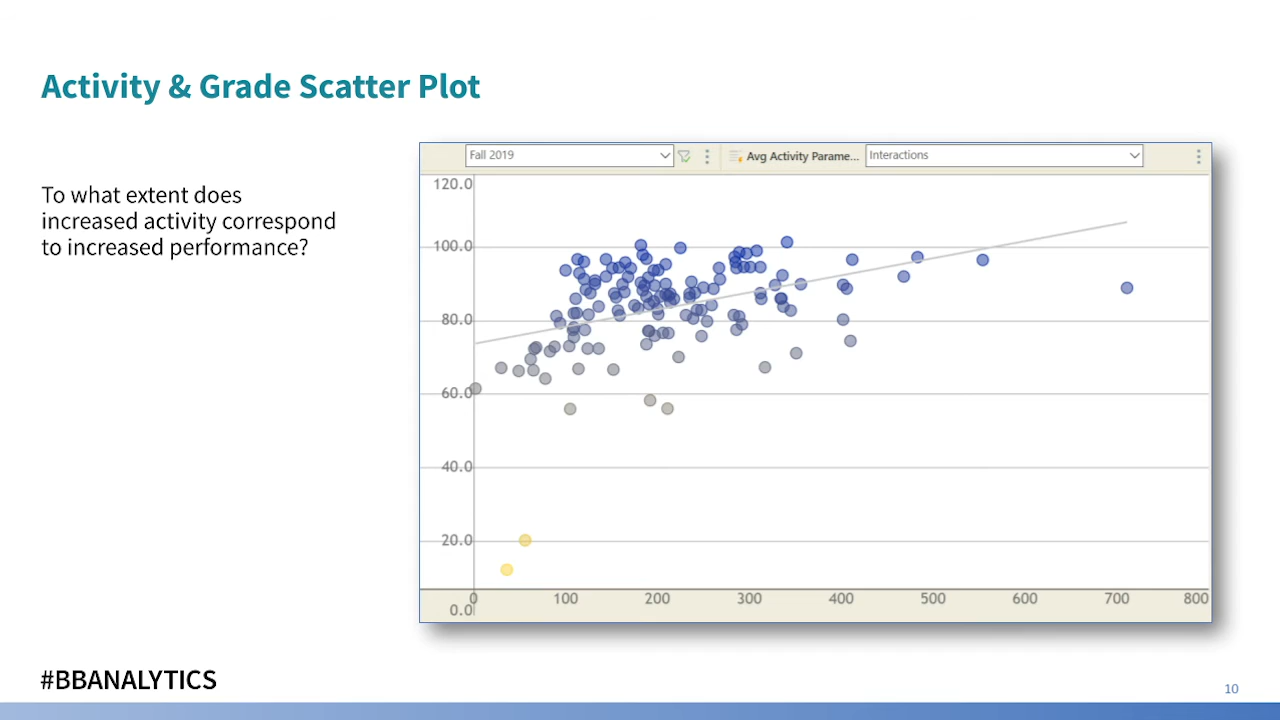 Activity & Grade Scatter Plot
To what extent does
increased activity correspond
to increased performance?
Fall 2019
Avg Activity Parame...
Interactions
120.0
100.0
80.0
60.0
40.0
20.0
0.0
0 100 200 300 400 500 600 700 800
#BBANALYTICS
10